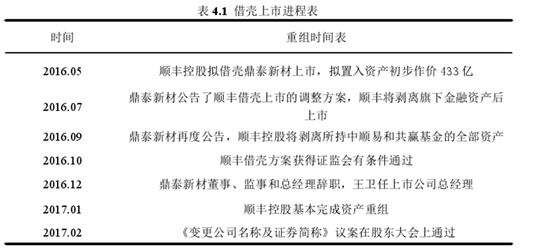 表 4.1 借壳上市进程表
时间 重组时间表
2016.05 顺丰控股拟借壳鼎泰新材上市，拟置入资产初步作价 433 亿
2016.07 鼎泰新材公告了顺丰借壳上市的调整方案，顺丰将剥离旗下金融资产后
上市
2016.09 鼎泰新材再度公告，顺丰控股将剥离所持中顺易和共赢基金的全部资产
2016.10 顺丰借壳方案获得证监会有条件通过
2016.12 鼎泰新材董事、监事和总经理辞职，王卫任上市公司总经理
2017.01 顺丰控股基本完成资产重组
2017.02 《变更公司名称及证券简称》议案在股东大会上通过